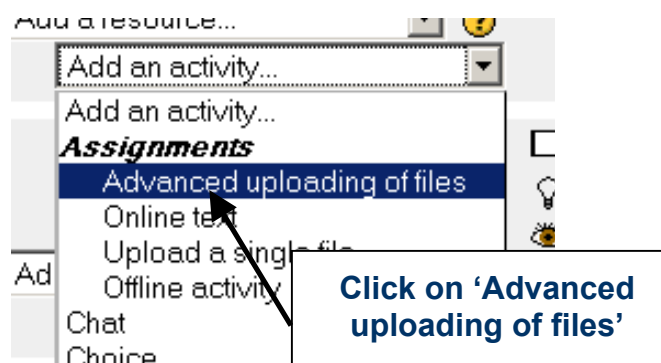 Add a resource...
Add an activity...
Add an activity...
Assignments
Advanced uploading of files
Online text
Upload a single file
Offline activity
Ad
Chat
Choice
Click on ‘Advanced
uploading of files’